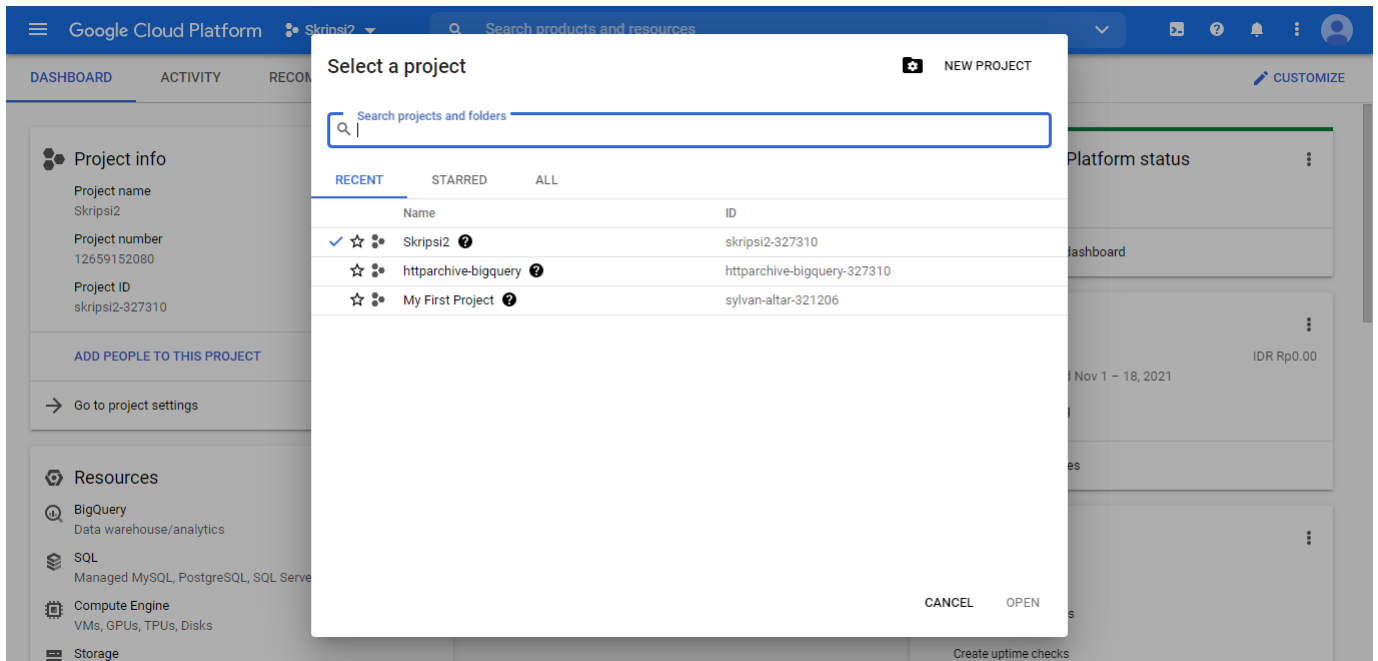 Google Cloud Platform Skripsi2 Search products and resources
DASHBOARD ACTIVITY CUSTOMIZE
Select a project NEW PROJECT
Search projects and folders
RECENT STARRED ALL
Name ID
Skripsi2 skripsi2-327310
httparchive-bigquery httparchive-bigquery-327310
My First Project sylvan-altar-321206
CANCEL OPEN
Project info
Project name
Skripsi2
Project number
12659152080
Project ID
skripsi2-327310
ADD PEOPLE TO THIS PROJECT
Go to project settings
Resources
BigQuery
Data warehouse/analytics
SQL
Managed MySQL, PostgreSQL, SQL Serve
Compute Engine
VMs, GPUs, TPUs, Disks
Storage
Platform status
dashboard
IDR Rp0.00
Nov 1 – 18, 2021
Create uptime checks